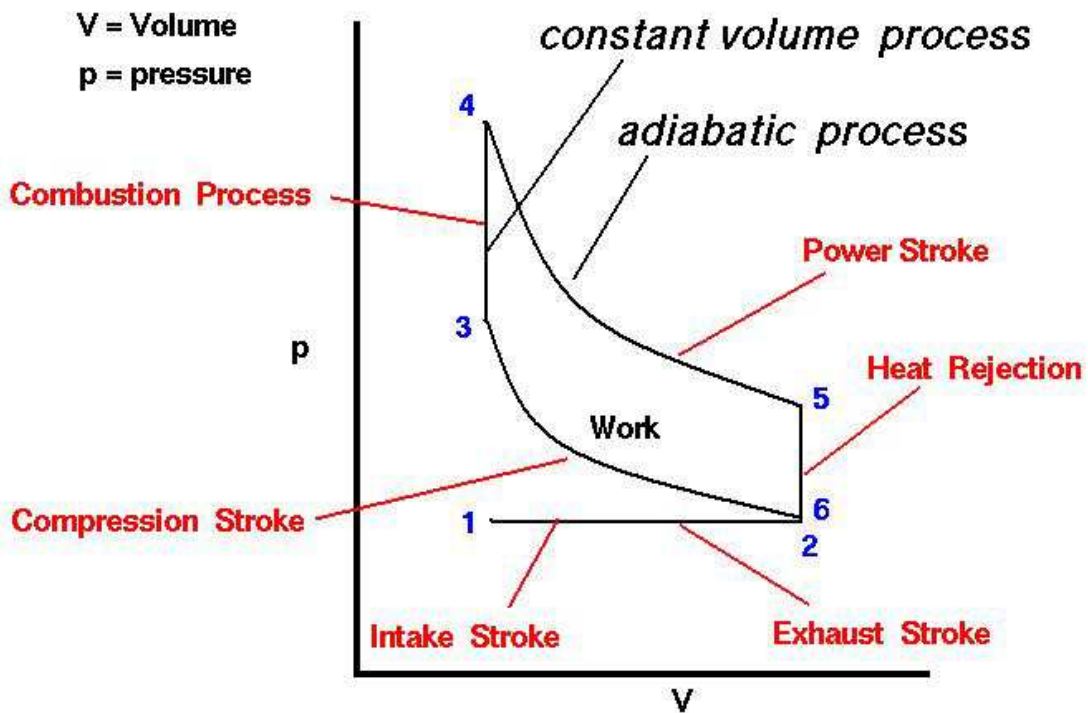 V = Volume
p = pressure
constant volume process
4
adiabatic process
Combustion Process
Power Stroke
3
p
Heat Rejection
5
Work
6
Compression Stroke
1
2
Intake Stroke
Exhaust Stroke
V